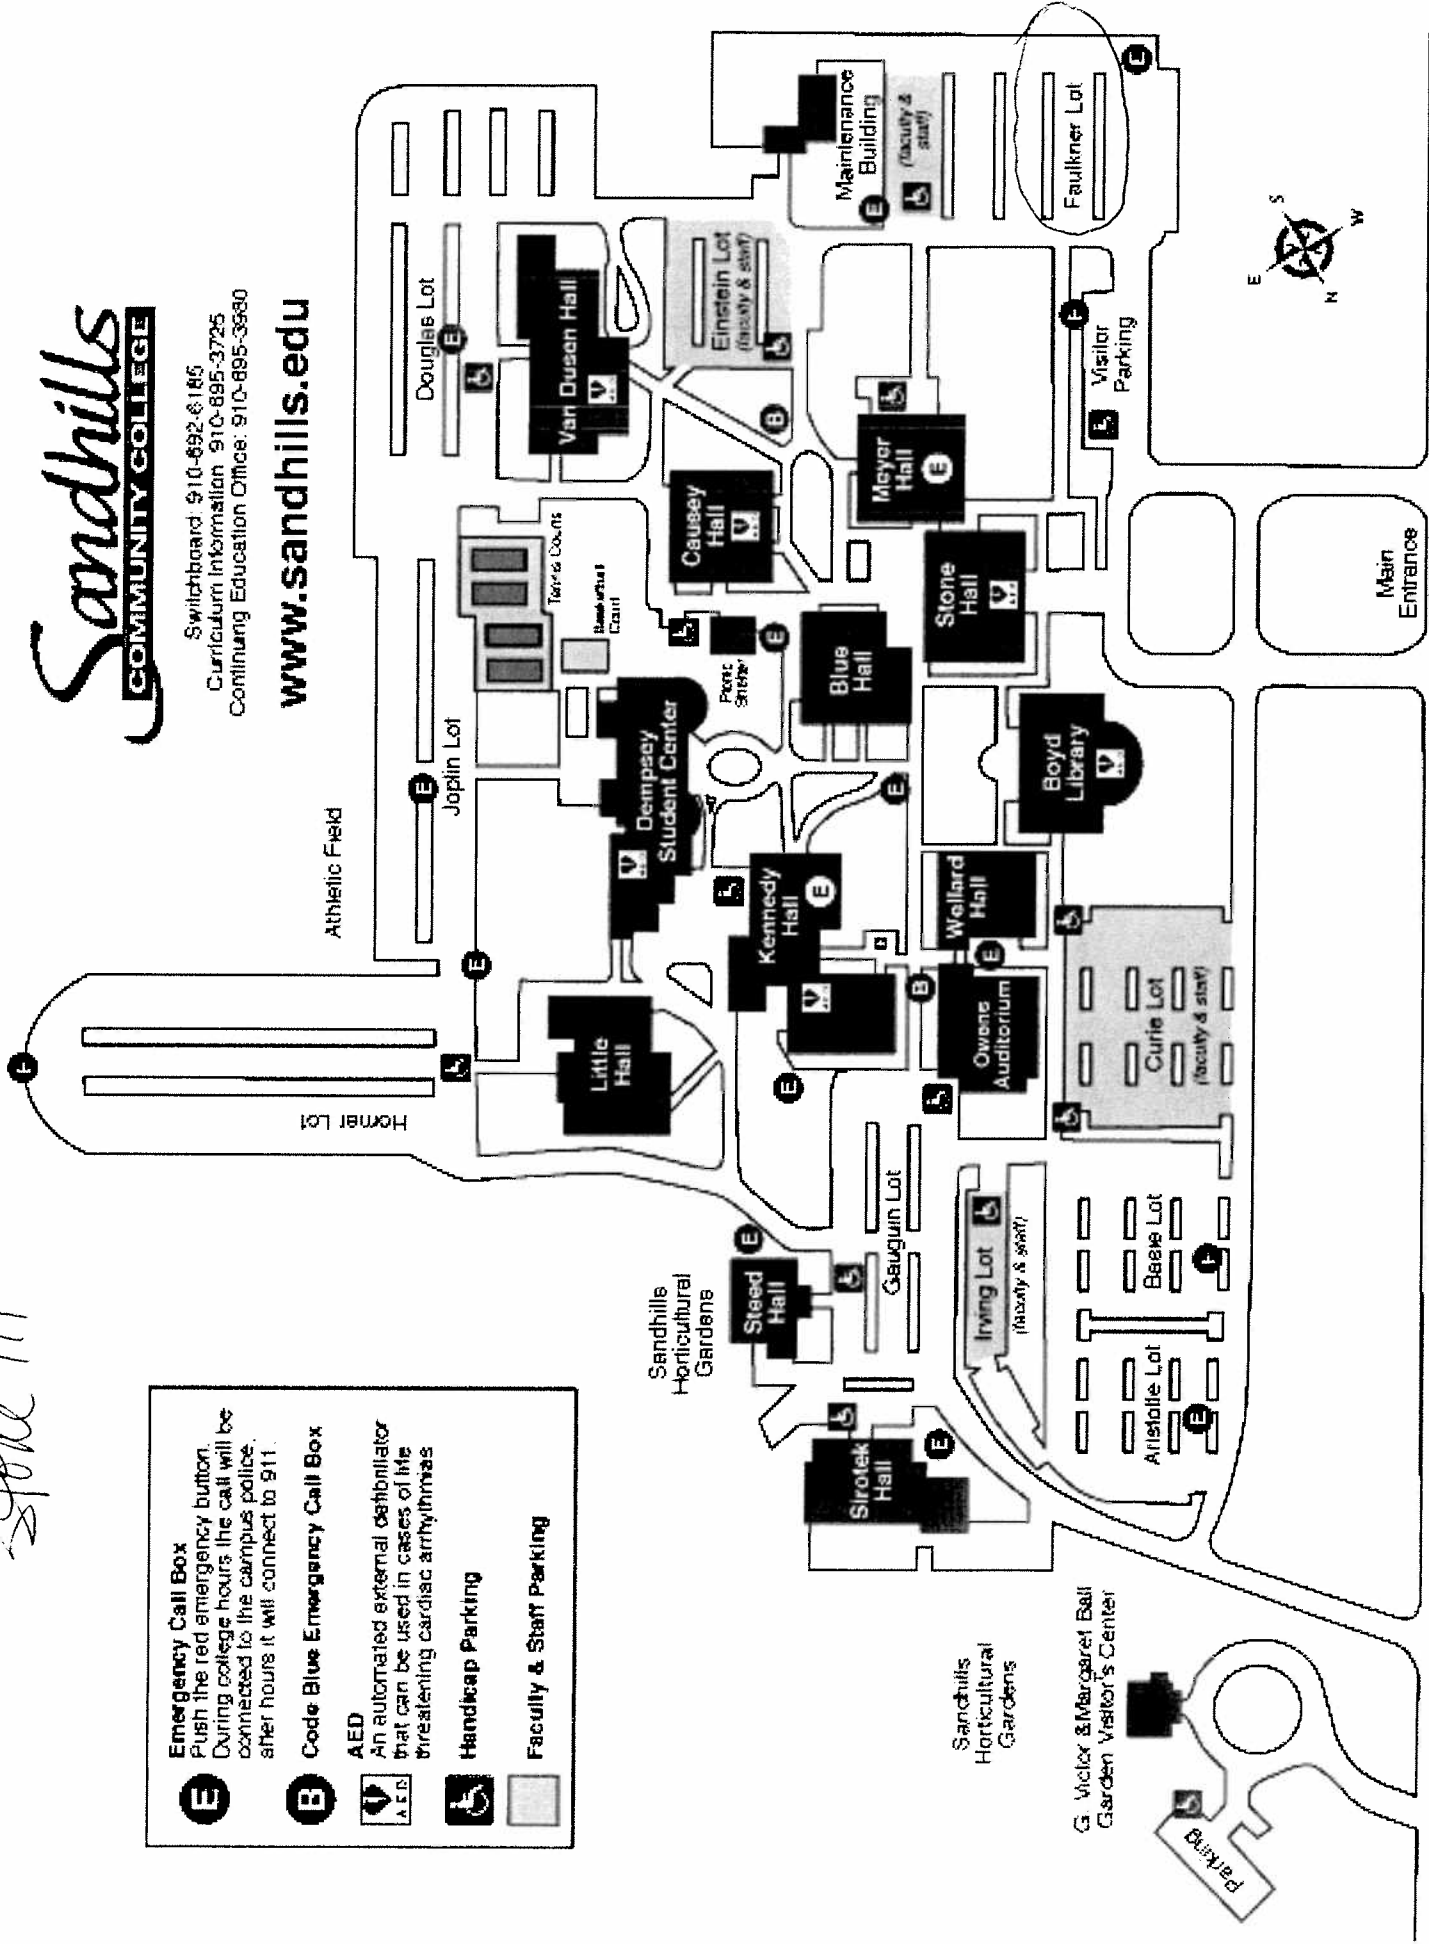 Sandhills
COMMUNITY COLLEGE
Switchboard: 910-692-6185
Curriculum Information 910-695-3725
Continuing Education Office: 910-695-3980
www.sandhills.edu
Emergency Call Box
Push the red emergency button.
During college hours the call will be
connected to the campus police.
after hours it will connect to 911.
Code Blue Emergency Call Box
AED
An automated external defibrillator
that can be used in cases of life
threatening cardiac arrhythmias
Handicap Parking
Faculty & Staff Parking
E
B
AED
Athletic Field
Homer Lot
Joplin Lot
Douglas Lot
Tennis Courts
Basketball
Court
Van Dusen Hall
Einstein Lot
(faculty & staff)
Maintenance
Building
(faculty &
staff)
Faulkner Lot
Little
Hall
Dempsey
Student Center
Picnic
Shelter
Causey
Hall
Kennedy
Hall
Blue
Hall
Meyer
Hall
Stone
Hall
Visitor
Parking
Steed
Hall
Sandhills
Horticultural
Gardens
Gauguin Lot
Owens
Auditorium
Wellard
Hall
Boyd
Library
Sirotek
Hall
Irving Lot
(faculty & staff)
Curie Lot
(faculty & staff)
Basie Lot
Aristotle Lot
Main
Entrance
Sandhills
Horticultural
Gardens
G. Victor & Margaret Ball
Garden Visitor's Center
Parking
E
S
N
W